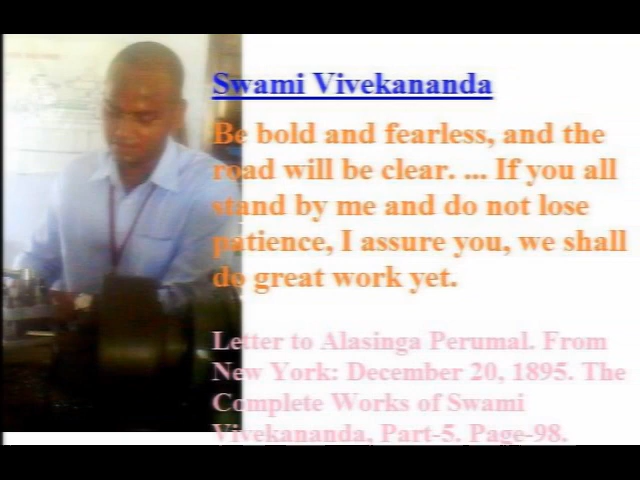 Swami Vivekananda
Be bold and fearless, and the
road will be clear. ... If you all
stand by me and do not lose
patience, I assure you, we shall
do great work yet.
Letter to Alasinga Perumal. From
New York: December 20, 1895. The
Complete Works of Swami
Vivekananda, Part-5. Page-98.